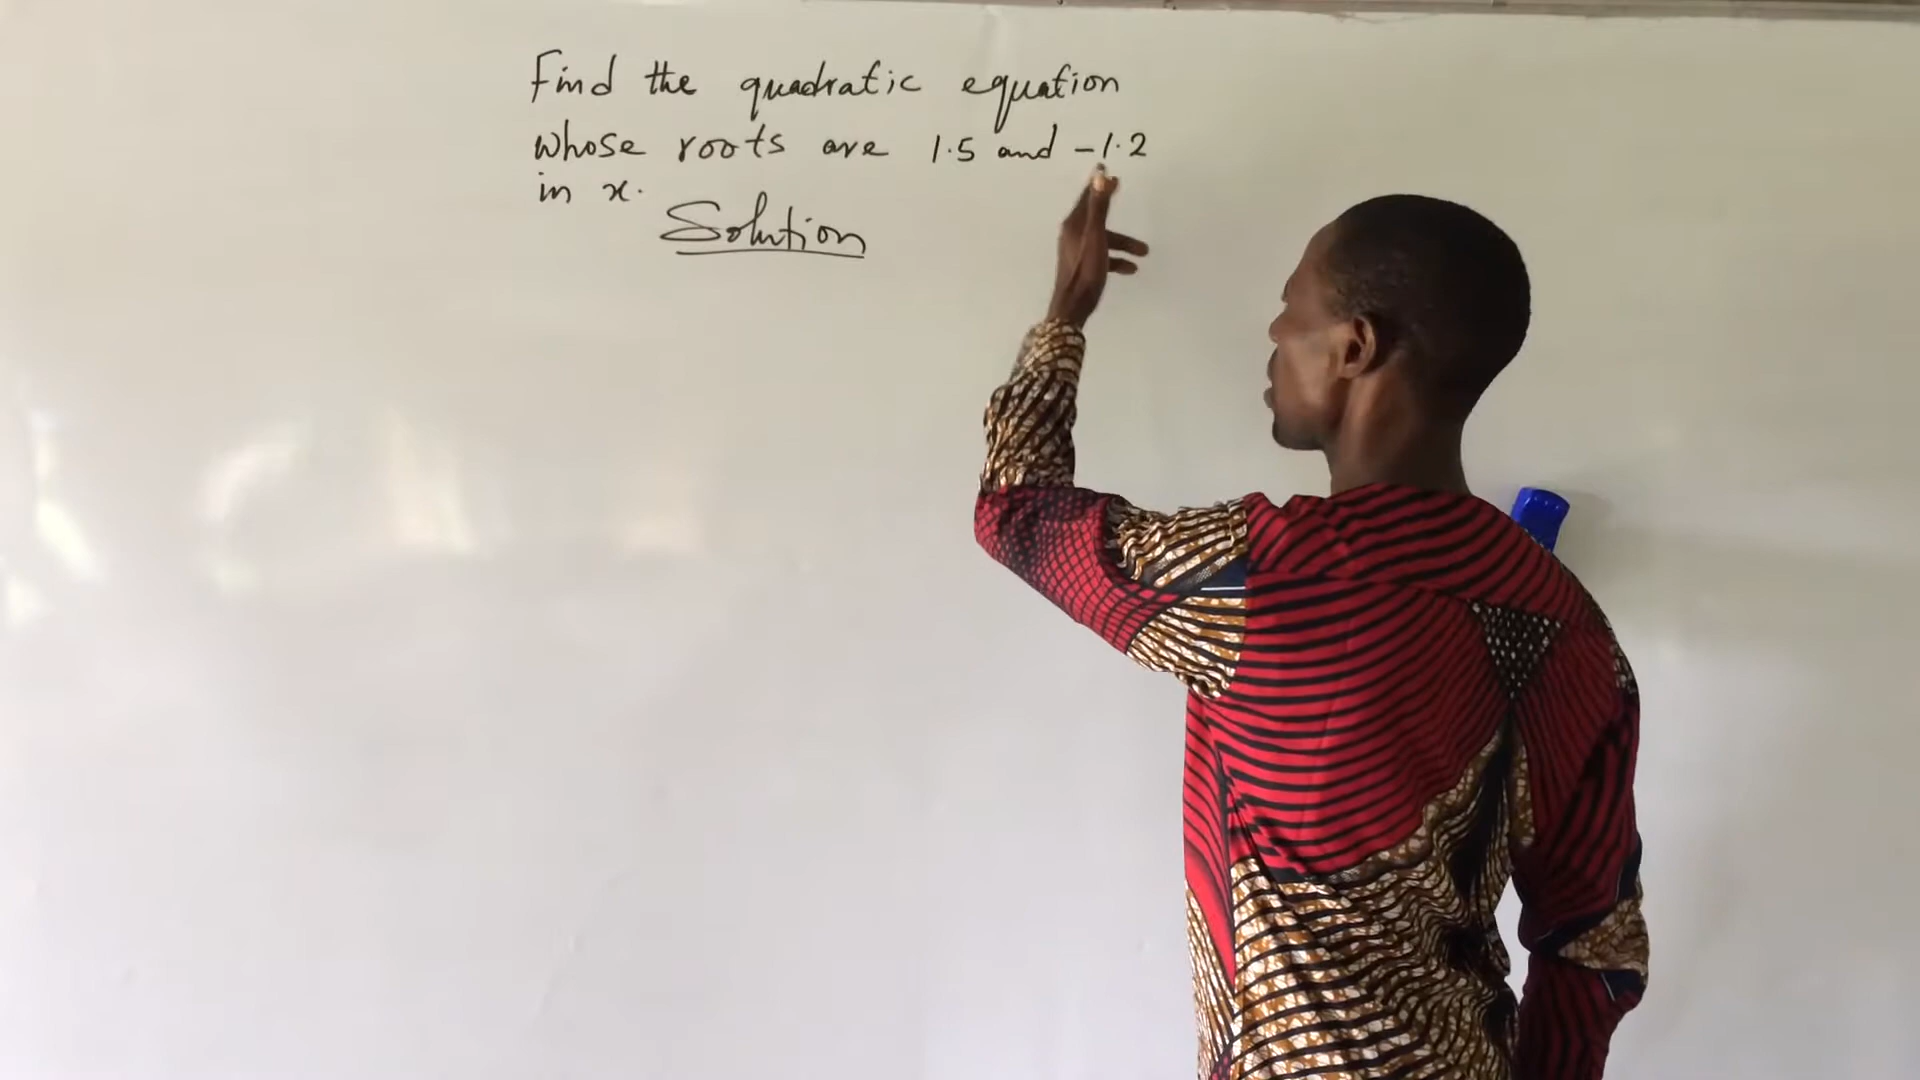 Find the quadratic equation
whose roots are 1.5 and -1.2
in x.
Solution